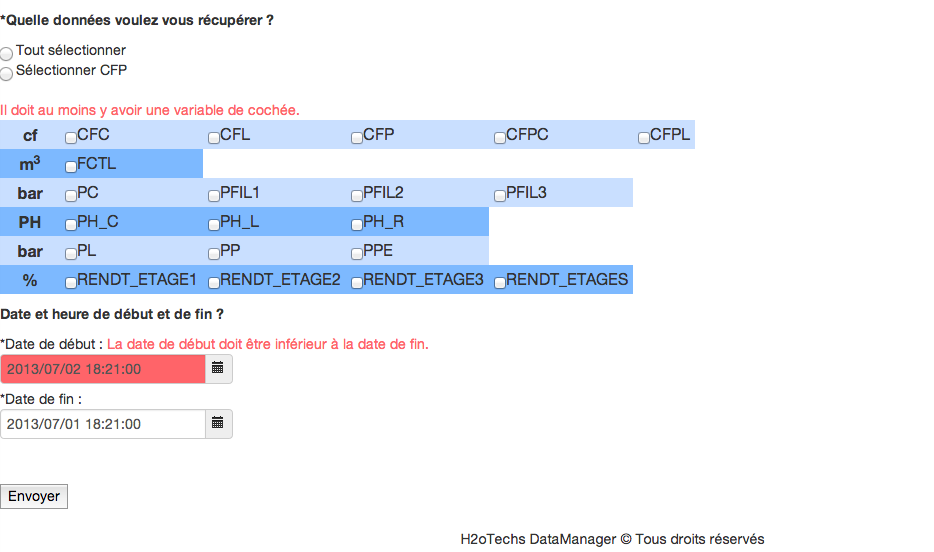 *Quelle données voulez vous récupérer ?
Tout sélectionner
Sélectionner CFP
Il doit au moins y avoir une variable de cochée.
cf CFC CFL CFP CFPC CFPL
m³ FCTL
bar PC PFIL1 PFIL2 PFIL3
PH PH_C PH_L PH_R
bar PL PP PPE
% RENDT_ETAGE1 RENDT_ETAGE2 RENDT_ETAGE3 RENDT_ETAGES
Date et heure de début et de fin ?
*Date de début : La date de début doit être inférieur à la date de fin.
2013/07/02 18:21:00
*Date de fin :
2013/07/01 18:21:00
Envoyer
H2oTechs DataManager © Tous droits réservés